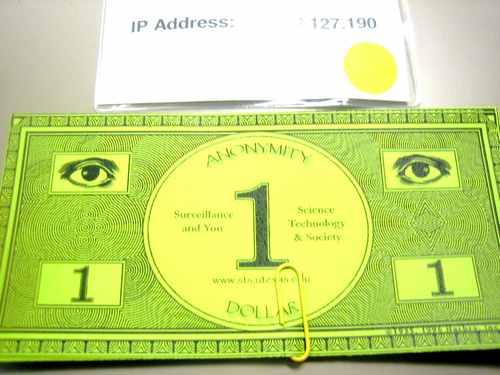 IP Address: : 127.190
ANONYMITY
1
Surveillance
and You
Science
Technology
& Society
DOLLAR
1
1